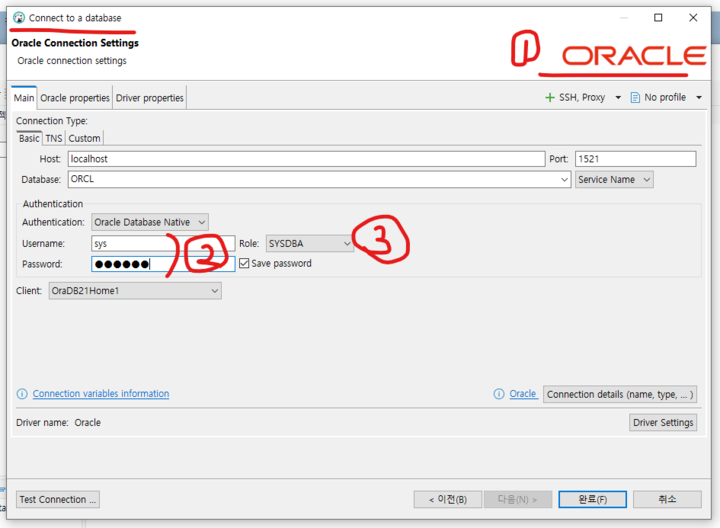 Connect to a database
Oracle Connection Settings
Oracle connection settings
1 ORACLE
Main Oracle properties Driver properties
SSH, Proxy No profile
Connection Type:
Basic TNS Custom
Host: localhost Port: 1521
Database: ORCL Service Name
Authentication
Authentication: Oracle Database Native
Username: sys Role: SYSDBA 3
Password: ●●●●●● 2 Save password
Client: OraDB21Home1
Connection variables information Oracle Connection details (name, type, ... )
Driver name: Oracle Driver Settings
Test Connection ... < 이전(B) 다음(N) > 완료(F) 취소